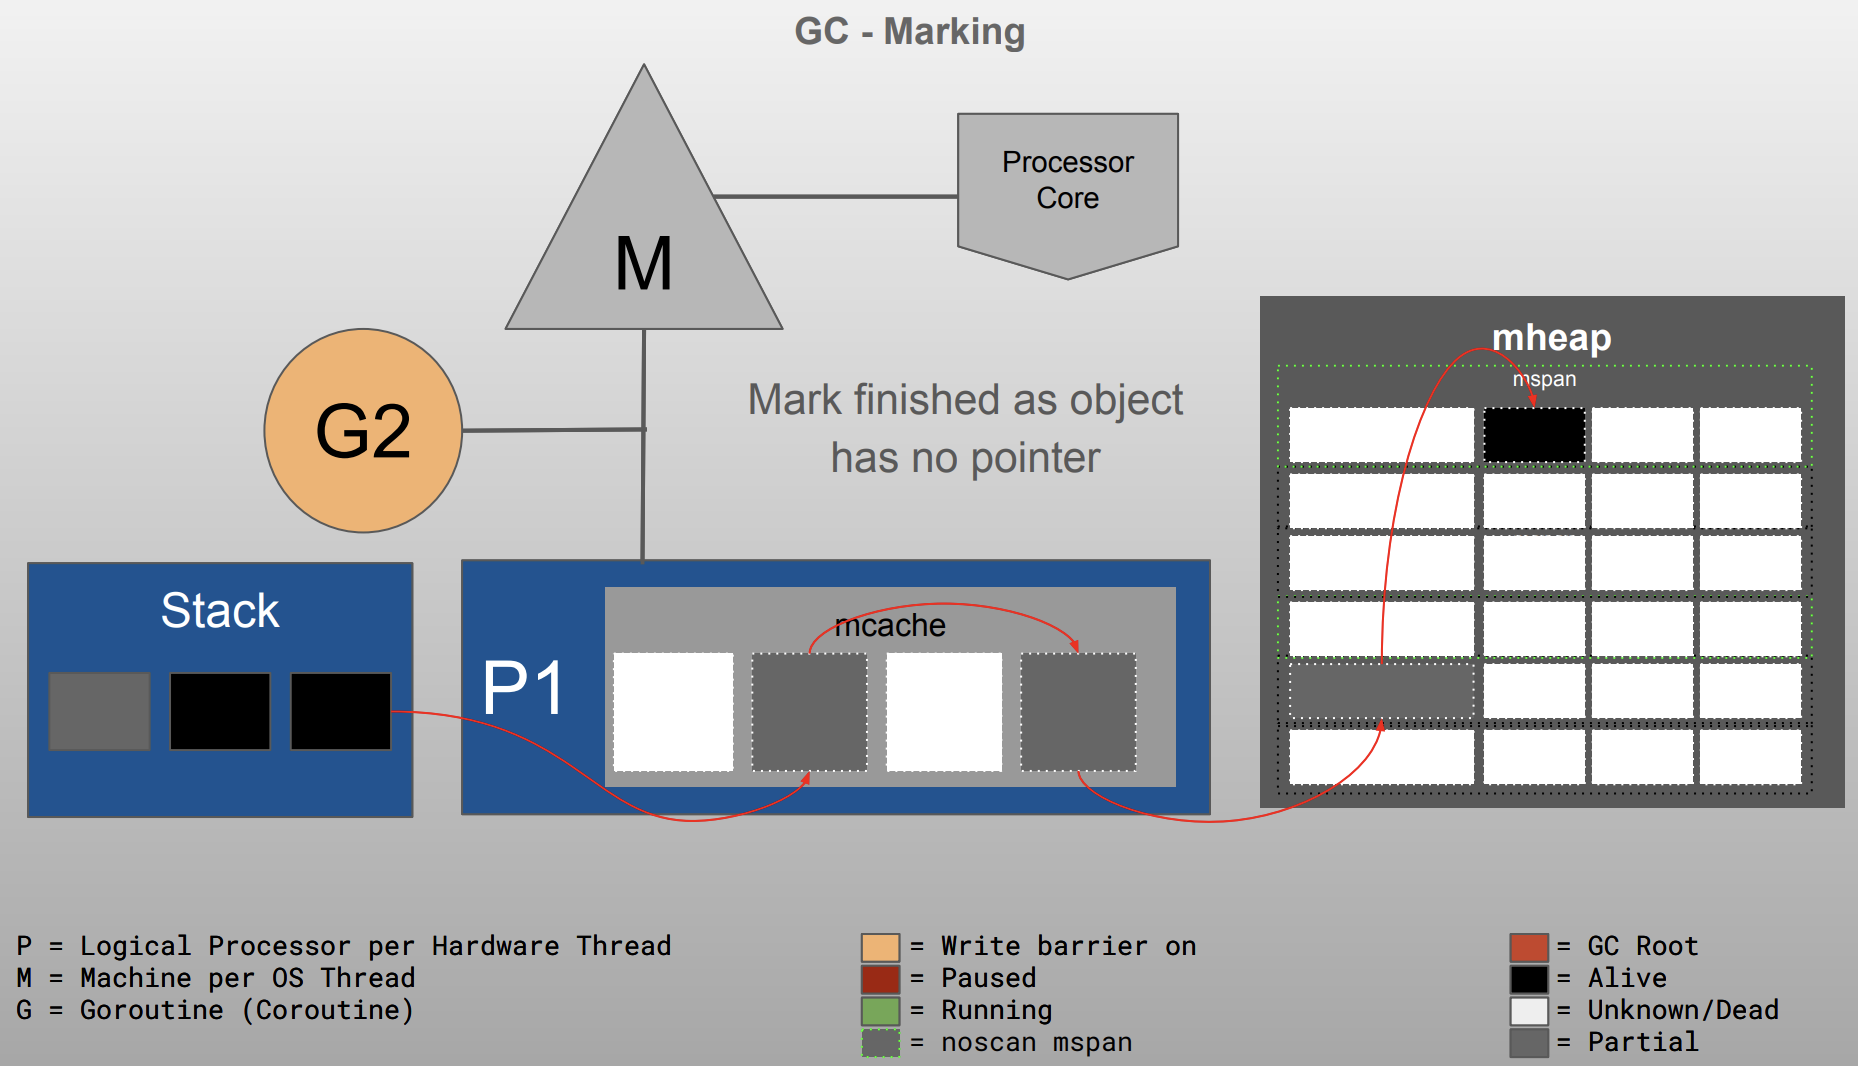 GC - Marking
Processor
Core
M
mheap
mspan
G2
Mark finished as object
has no pointer
Stack
mcache
P1
P = Logical Processor per Hardware Thread
M = Machine per OS Thread
G = Goroutine (Coroutine)
= Write barrier on
= Paused
= Running
= noscan mspan
= GC Root
= Alive
= Unknown/Dead
= Partial